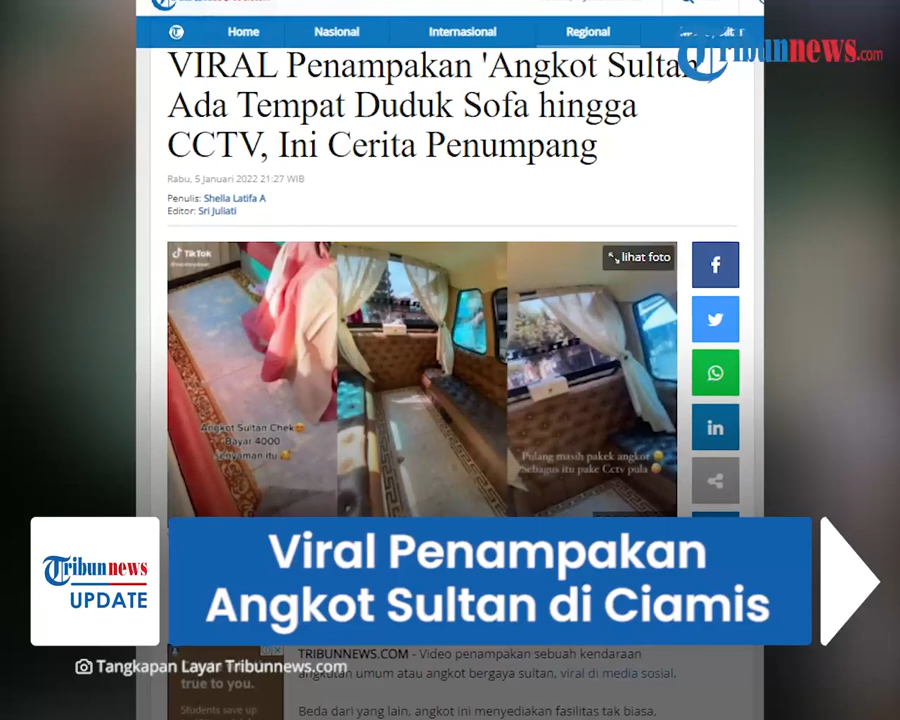 Home Nasional Internasional Regional
Tribunnews.com
VIRAL Penampakan 'Angkot Sultan
Ada Tempat Duduk Sofa hingga
CCTV, Ini Cerita Penumpang
Rabu, 5 Januari 2022 21:27 WIB
Penulis: Shella Latifa A
Editor: Sri Juliati
TikTok
lihat foto
Angkot Sultan Chek
Bayar 4000
Senyaman itu
Pulang masih pakek angkot
Sebagus itu pake Cctv pula
Tribunnews
UPDATE
Viral Penampakan
Angkot Sultan di Ciamis
Tangkapan Layar Tribunnews.com
true to you.
Students save up
TRIBUNNEWS.COM - Video penampakan sebuah kendaraan
angkutan umum atau angkot bergaya sultan, viral di media sosial.
Beda dari yang lain, angkot ini menyediakan fasilitas tak biasa,